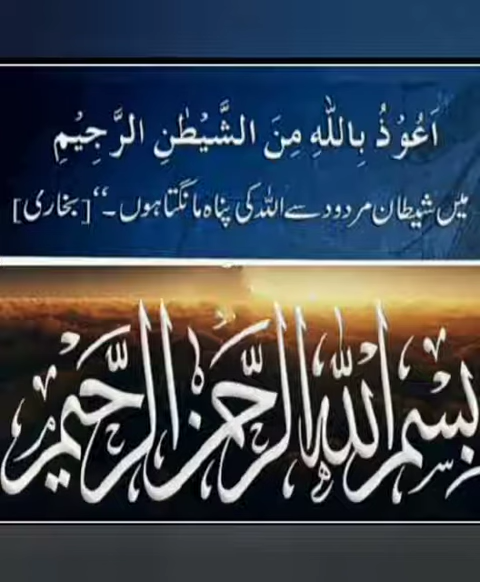 اَعُوْذُ بِاللّٰهِ مِنَ الشَّیْطٰنِ الرَّجِیْمِ
میں شیطان مردود سے اللہ کی پناہ مانگتا ہوں۔“ [بخاری]
بسم الله الرحمن الرحيم